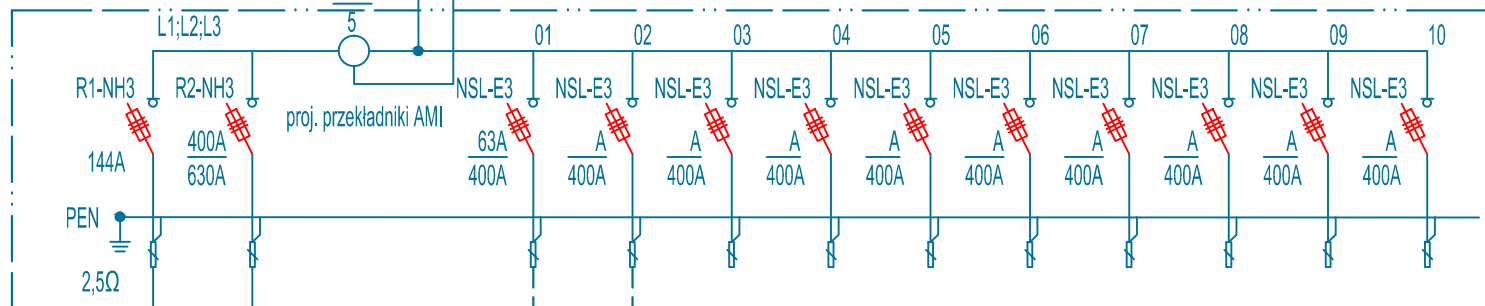 L1;L2;L3 5 01 02 03 04 05 06 07 08 09 10
R1-NH3 R2-NH3 NSL-E3 NSL-E3 NSL-E3 NSL-E3 NSL-E3 NSL-E3 NSL-E3 NSL-E3 NSL-E3 NSL-E3
proj. przekładniki AMI
400A 63A A A A A A A A A A
144A 630A 400A 400A 400A 400A 400A 400A 400A 400A 400A 400A
PEN
2,5Ω